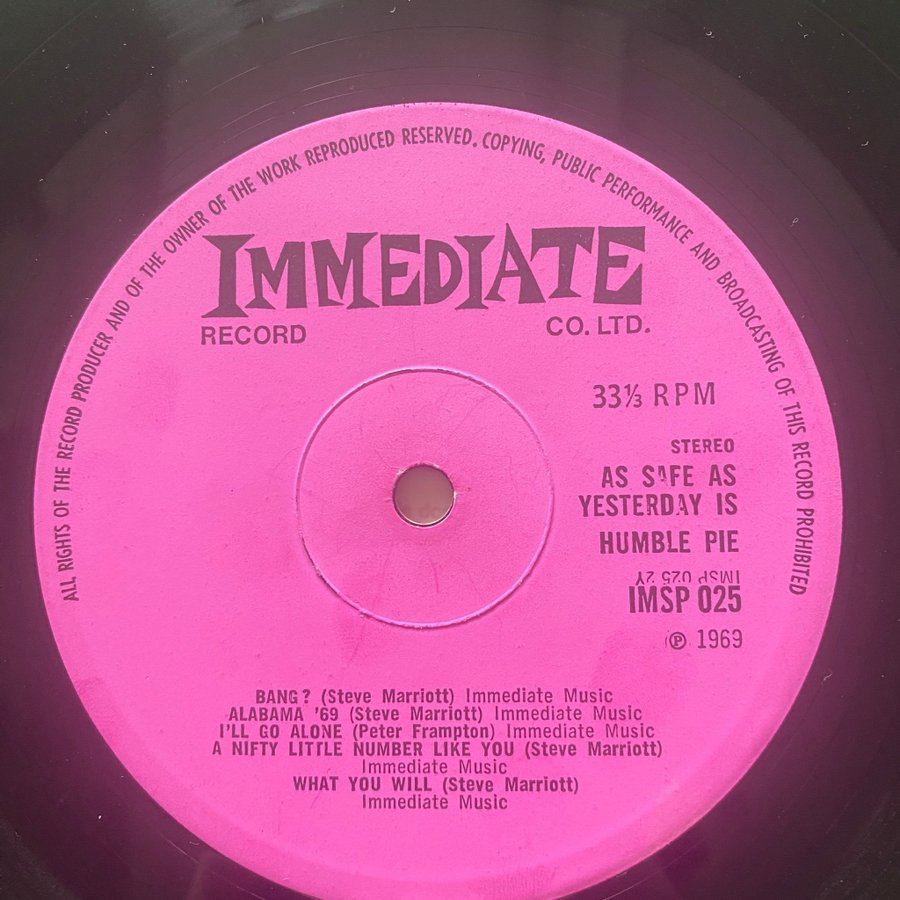 ALL RIGHTS OF THE RECORD PRODUCER AND OF THE OWNER OF THE WORK REPRODUCED RESERVED. COPYING, PUBLIC PERFORMANCE AND BROADCASTING OF THIS RECORD PROHIBITED
IMMEDIATE
RECORD CO. LTD.
33⅓ RPM
STEREO
AS SAFE AS
YESTERDAY IS
HUMBLE PIE
IMSP 025 2Y
IMSP 025
℗ 1969
BANG? (Steve Marriott) Immediate Music
ALABAMA '69 (Steve Marriott) Immediate Music
I'LL GO ALONE (Peter Frampton) Immediate Music
A NIFTY LITTLE NUMBER LIKE YOU (Steve Marriott)
Immediate Music
WHAT YOU WILL (Steve Marriott)
Immediate Music